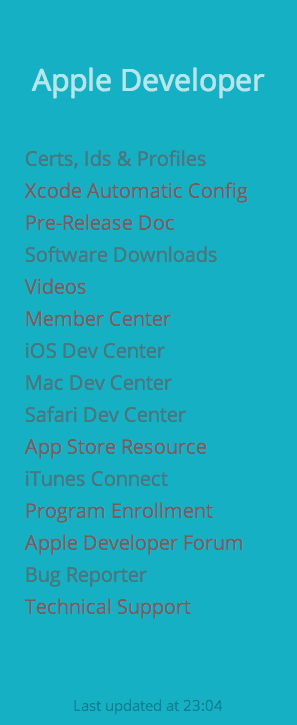 Apple Developer
Certs, Ids & Profiles
Xcode Automatic Config
Pre-Release Doc
Software Downloads
Videos
Member Center
iOS Dev Center
Mac Dev Center
Safari Dev Center
App Store Resource
iTunes Connect
Program Enrollment
Apple Developer Forum
Bug Reporter
Technical Support
Last updated at 23:04